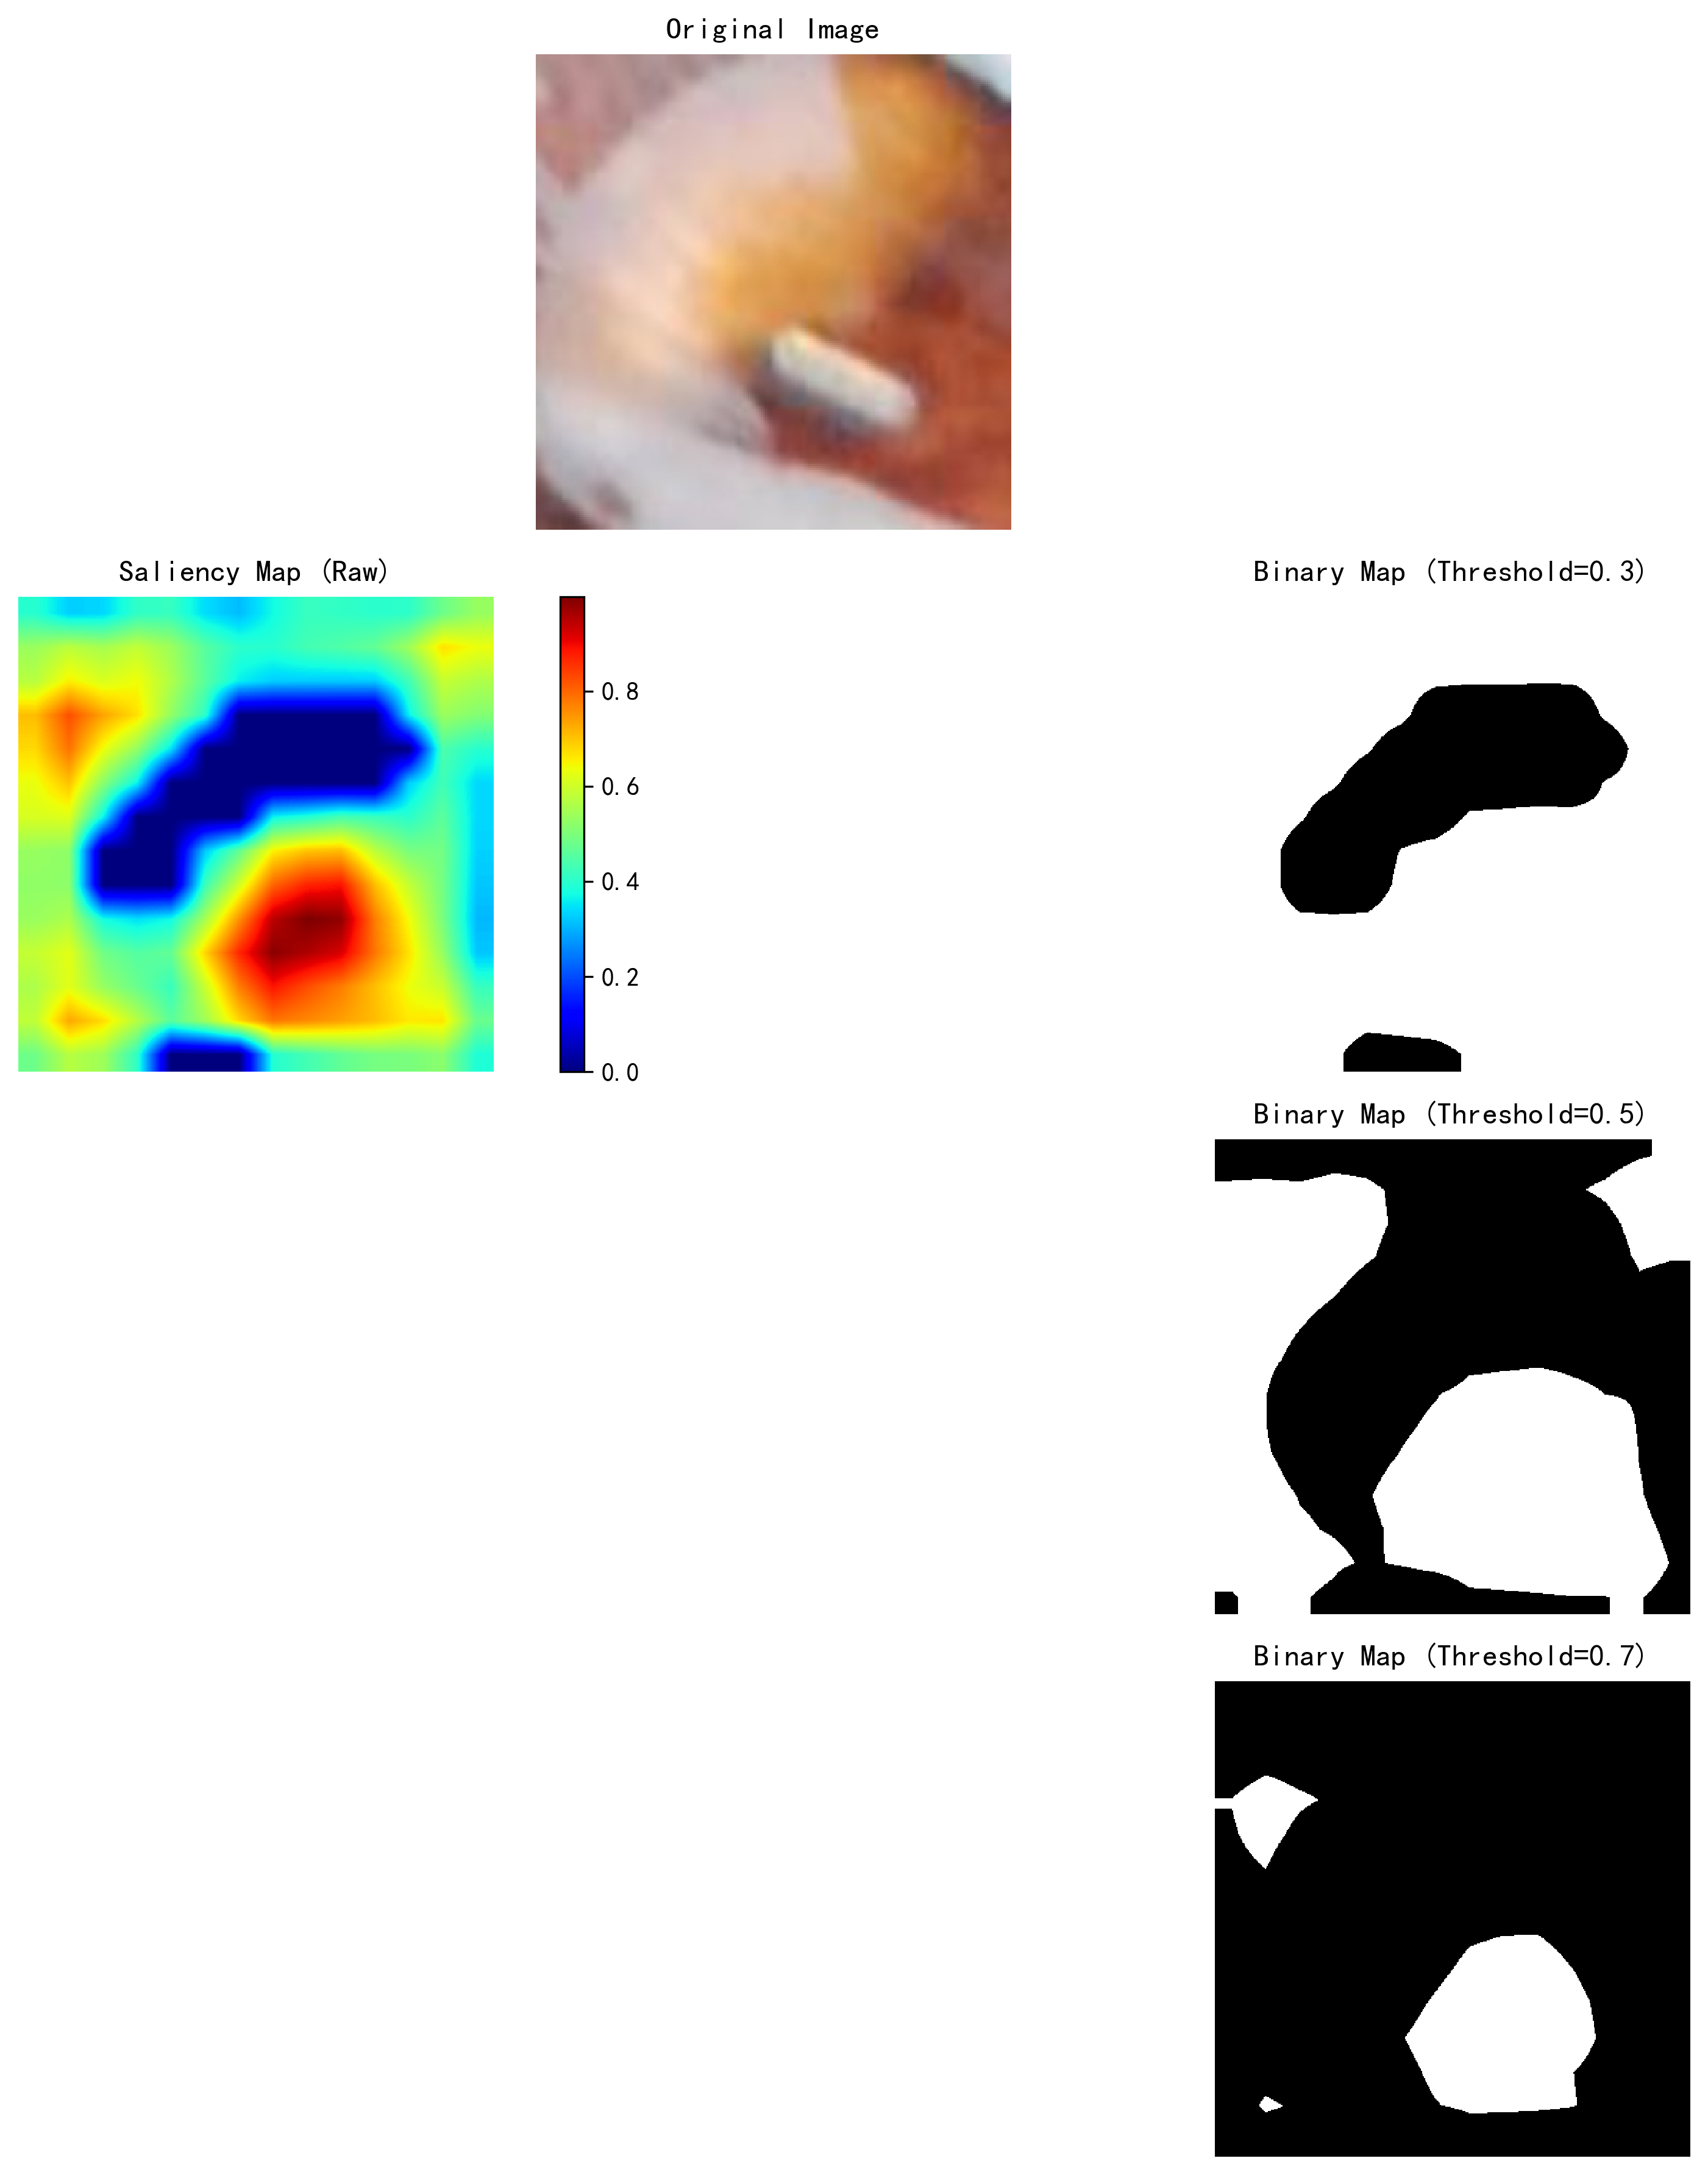 Original Image
Saliency Map (Raw)
Binary Map (Threshold=0.3)
0.8
0.6
0.4
0.2
0.0
Binary Map (Threshold=0.5)
Binary Map (Threshold=0.7)